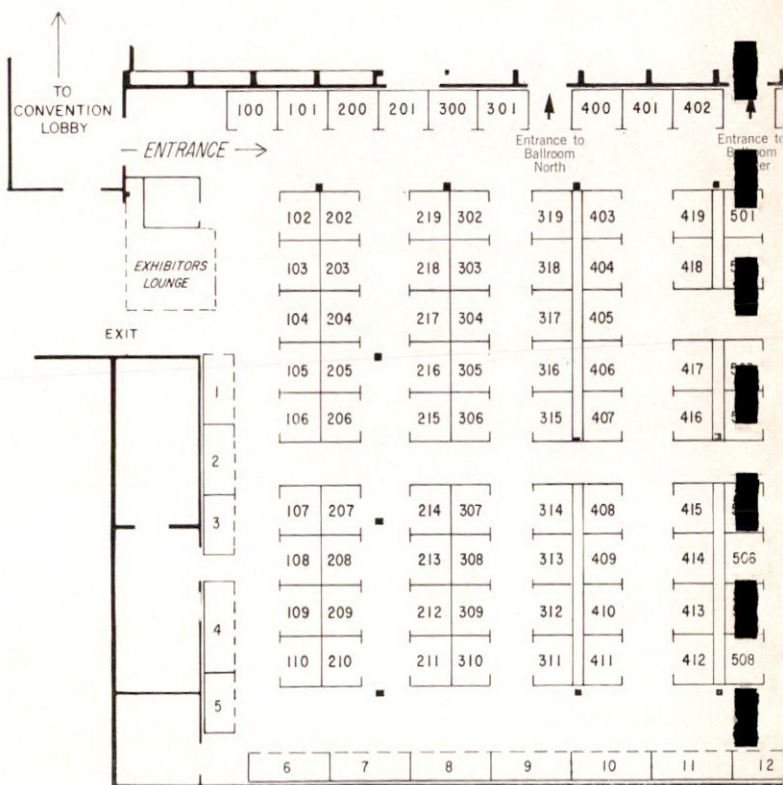 TO
CONVENTION
LOBBY
100 101 200 201 300 301 400 401 402
ENTRANCE
Entrance to
Ballroom
North
Entrance to
102 202 219 302 319 403 419 501
EXHIBITORS
LOUNGE
103 203 218 303 318 404 418
104 204 217 304 317 405
EXIT
105 205 216 305 316 406 417
1
106 206 215 306 315 407 416
2
107 207 214 307 314 408 415
3
108 208 213 308 313 409 414 506
109 209 212 309 312 410 413
4
110 210 211 310 311 411 412 508
5
6 7 8 9 10 11 12